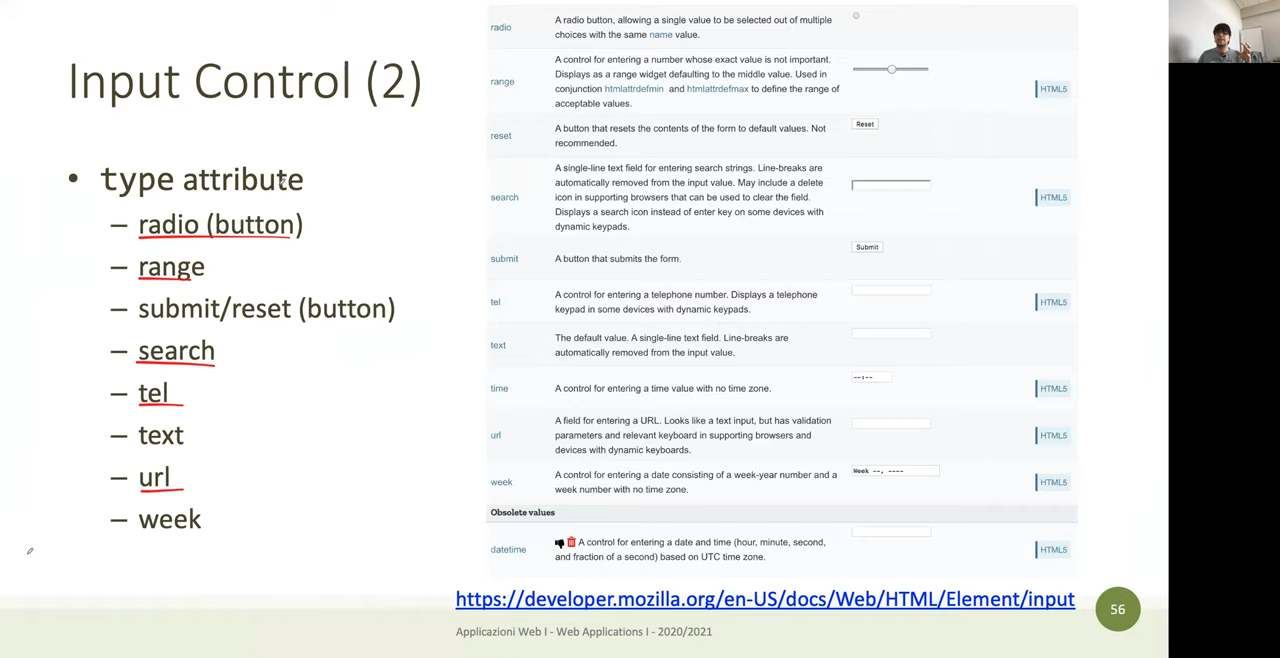 Input Control (2)
• type attribute
– radio (button)
– range
– submit/reset (button)
– search
– tel
– text
– url
– week
radio
A radio button, allowing a single value to be selected out of multiple
choices with the same name value.
range
A control for entering a number whose exact value is not important.
Displays as a range widget defaulting to the middle value. Used in
conjunction htmlattrdefmin and htmlattrdefmax to define the range of
acceptable values.
HTML5
reset
A button that resets the contents of the form to default values. Not
recommended.
Reset
search
A single-line text field for entering search strings. Line-breaks are
automatically removed from the input value. May include a delete
icon in supporting browsers that can be used to clear the field.
Displays a search icon instead of enter key on some devices with
dynamic keypads.
HTML5
submit
A button that submits the form.
Submit
tel
A control for entering a telephone number. Displays a telephone
keypad in some devices with dynamic keypads.
HTML5
text
The default value. A single-line text field. Line-breaks are
automatically removed from the input value.
time
A control for entering a time value with no time zone.
--:--
HTML5
url
A field for entering a URL. Looks like a text input, but has validation
parameters and relevant keyboard in supporting browsers and
devices with dynamic keyboards.
HTML5
week
A control for entering a date consisting of a week-year number and a
week number with no time zone.
Week --, ----
HTML5
Obsolete values
datetime
A control for entering a date and time (hour, minute, second,
and fraction of a second) based on UTC time zone.
HTML5
https://developer.mozilla.org/en-US/docs/Web/HTML/Element/input
56
Applicazioni Web I - Web Applications I - 2020/2021